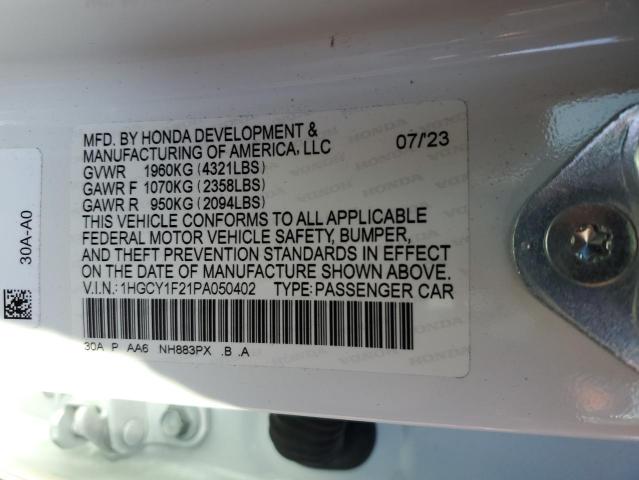 MFD. BY HONDA DEVELOPMENT & MANUFACTURING OF AMERICA, LLC 07/'23
GVWR 1960KG (4321LBS)
GAWR F 1070KG (2358LBS)
GAWR R 950KG (2094LBS)
THIS VEHICLE CONFORMS TO ALL APPLICABLE
FEDERAL MOTOR VEHICLE SAFETY, BUMPER,
AND THEFT PREVENTION STANDARDS IN EFFECT
ON THE DATE OF MANUFACTURE SHOWN ABOVE.
V.I.N.: 1HGCY1F21PA050402 TYPE: PASSENGER CAR
30A P AA6 NH883PX .B .A
30A-A0